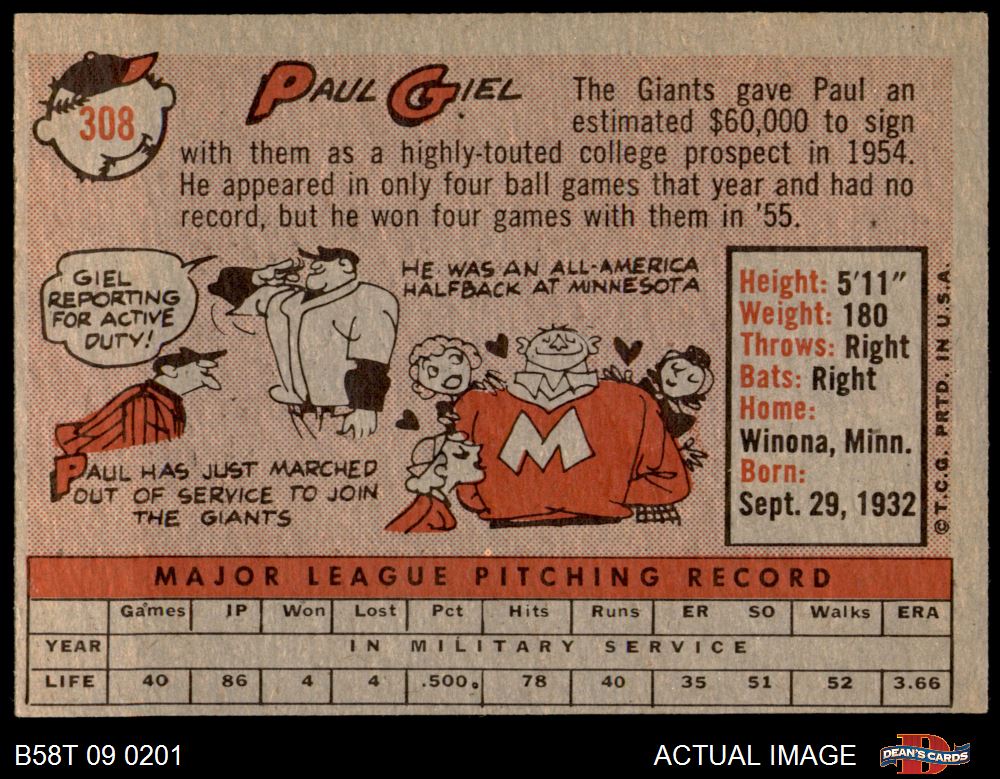 308
PAUL GIEL
The Giants gave Paul an
estimated $60,000 to sign
with them as a highly-touted college prospect in 1954.
He appeared in only four ball games that year and had no
record, but he won four games with them in '55.
GIEL
REPORTING
FOR ACTIVE
DUTY!
HE WAS AN ALL-AMERICA
HALFBACK AT MINNESOTA
M
PAUL HAS JUST MARCHED
OUT OF SERVICE TO JOIN
THE GIANTS
Height: 5'11"
Weight: 180
Throws: Right
Bats: Right
Home:
Winona, Minn.
Born:
Sept. 29, 1932
© T.C.G. PRTD. IN U.S.A.
MAJOR LEAGUE PITCHING RECORD
Games IP Won Lost Pct Hits Runs ER SO Walks ERA
YEAR IN MILITARY SERVICE
LIFE 40 86 4 4 .500 78 40 35 51 52 3.66
B58T 09 0201
ACTUAL IMAGE
DEAN'S CARDS